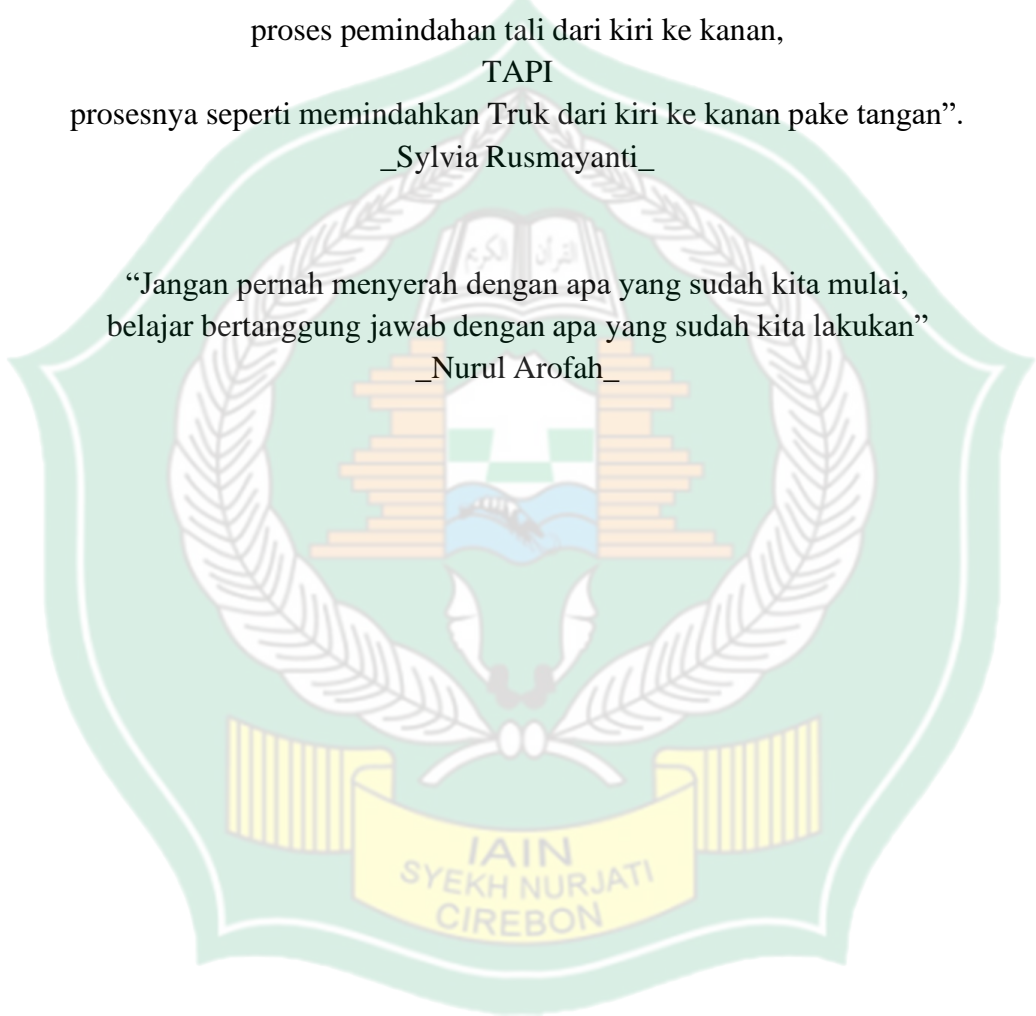 proses pemindahan tali dari kiri ke kanan,
TAPI
prosesnya seperti memindahkan Truk dari kiri ke kanan pake tangan”.
_Sylvia Rusmayanti_
القرآن الكريم
“Jangan pernah menyerah dengan apa yang sudah kita mulai,
belajar bertanggung jawab dengan apa yang sudah kita lakukan”
_Nurul Arofah_
IAIN
SYEKH NURJATI
CIREBON